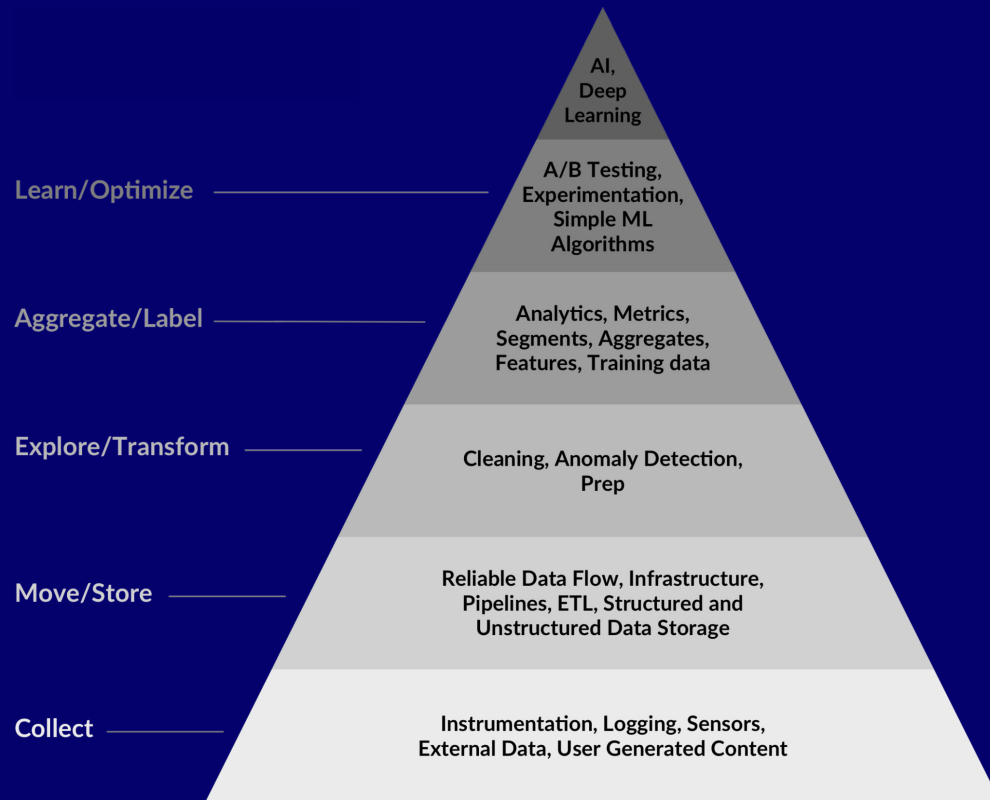 AI,
Deep
Learning
Learn/Optimize
A/B Testing,
Experimentation,
Simple ML
Algorithms
Aggregate/Label
Analytics, Metrics,
Segments, Aggregates,
Features, Training data
Explore/Transform
Cleaning, Anomaly Detection,
Prep
Move/Store
Reliable Data Flow, Infrastructure,
Pipelines, ETL, Structured and
Unstructured Data Storage
Collect
Instrumentation, Logging, Sensors,
External Data, User Generated Content